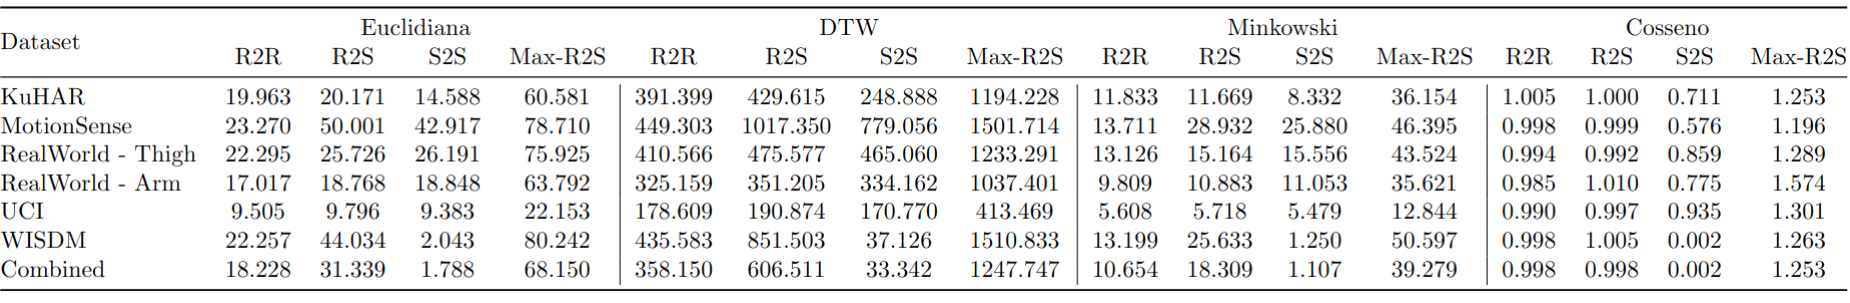 Dataset Euclidiana DTW Minkowski Cosseno
R2R R2S S2S Max-R2S R2R R2S S2S Max-R2S R2R R2S S2S Max-R2S R2R R2S S2S Max-R2S
KuHAR 19.963 20.171 14.588 60.581 391.399 429.615 248.888 1194.228 11.833 11.669 8.332 36.154 1.005 1.000 0.711 1.253
MotionSense 23.270 50.001 42.917 78.710 449.303 1017.350 779.056 1501.714 13.711 28.932 25.880 46.395 0.998 0.999 0.576 1.196
RealWorld - Thigh 22.295 25.726 26.191 75.925 410.566 475.577 465.060 1233.291 13.126 15.164 15.556 43.524 0.994 0.992 0.859 1.289
RealWorld - Arm 17.017 18.768 18.848 63.792 325.159 351.205 334.162 1037.401 9.809 10.883 11.053 35.621 0.985 1.010 0.775 1.574
UCI 9.505 9.796 9.383 22.153 178.609 190.874 170.770 413.469 5.608 5.718 5.479 12.844 0.990 0.997 0.935 1.301
WISDM 22.257 44.034 2.043 80.242 435.583 851.503 37.126 1510.833 13.199 25.633 1.250 50.597 0.998 1.005 0.002 1.263
Combined 18.228 31.339 1.788 68.150 358.150 606.511 33.342 1247.747 10.654 18.309 1.107 39.279 0.998 0.998 0.002 1.253